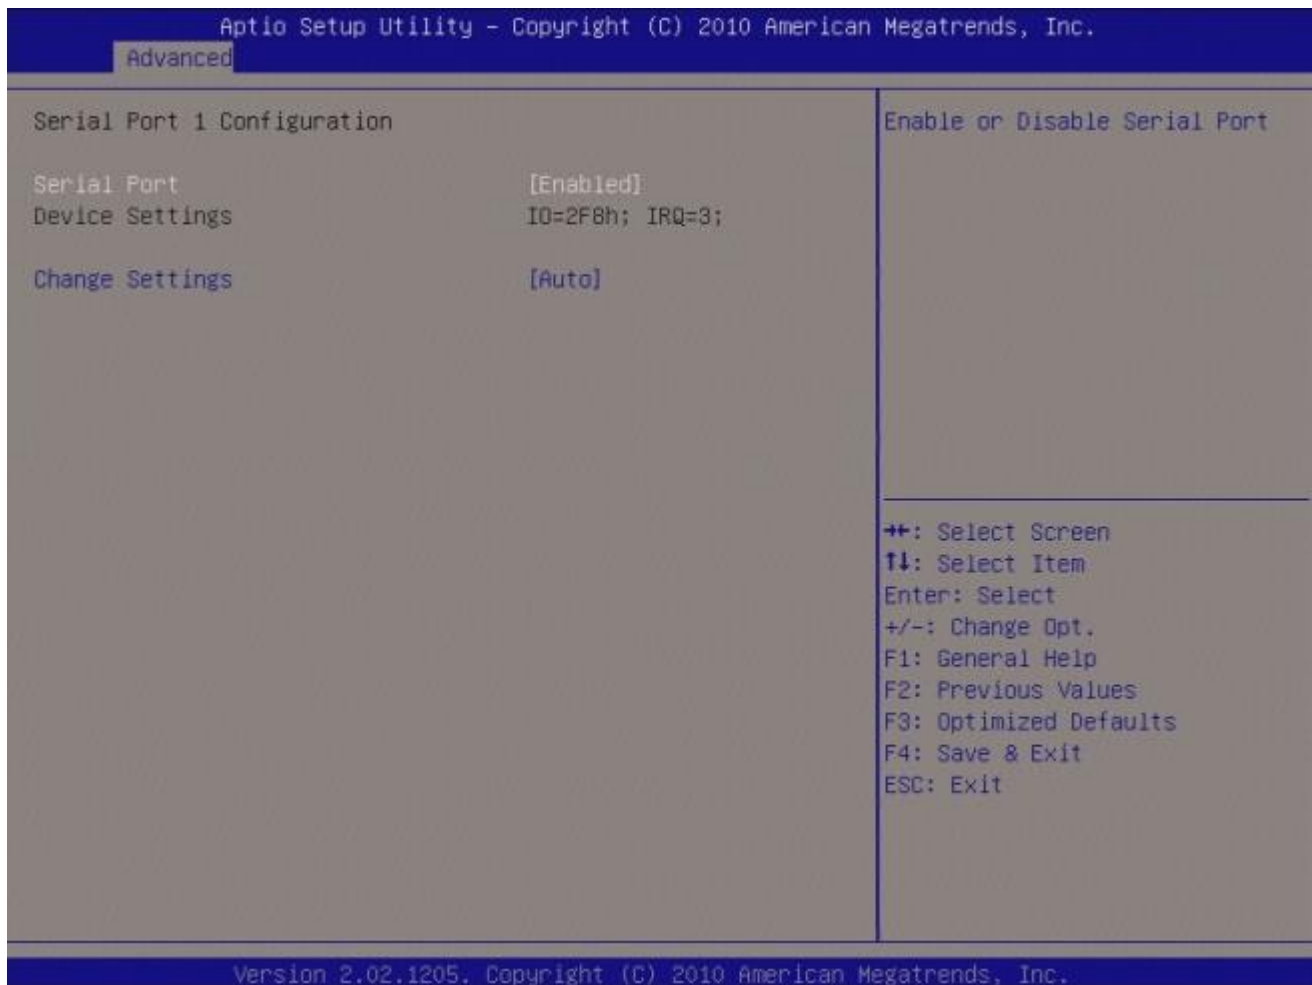 Aptio Setup Utility – Copyright (C) 2010 American Megatrends, Inc.
Advanced
Serial Port 1 Configuration
Serial Port [Enabled]
Device Settings IO=2F8h; IRQ=3;
Change Settings [Auto]
Enable or Disable Serial Port
→←: Select Screen
↑↓: Select Item
Enter: Select
+/-: Change Opt.
F1: General Help
F2: Previous Values
F3: Optimized Defaults
F4: Save & Exit
ESC: Exit
Version 2.02.1205. Copyright (C) 2010 American Megatrends, Inc.